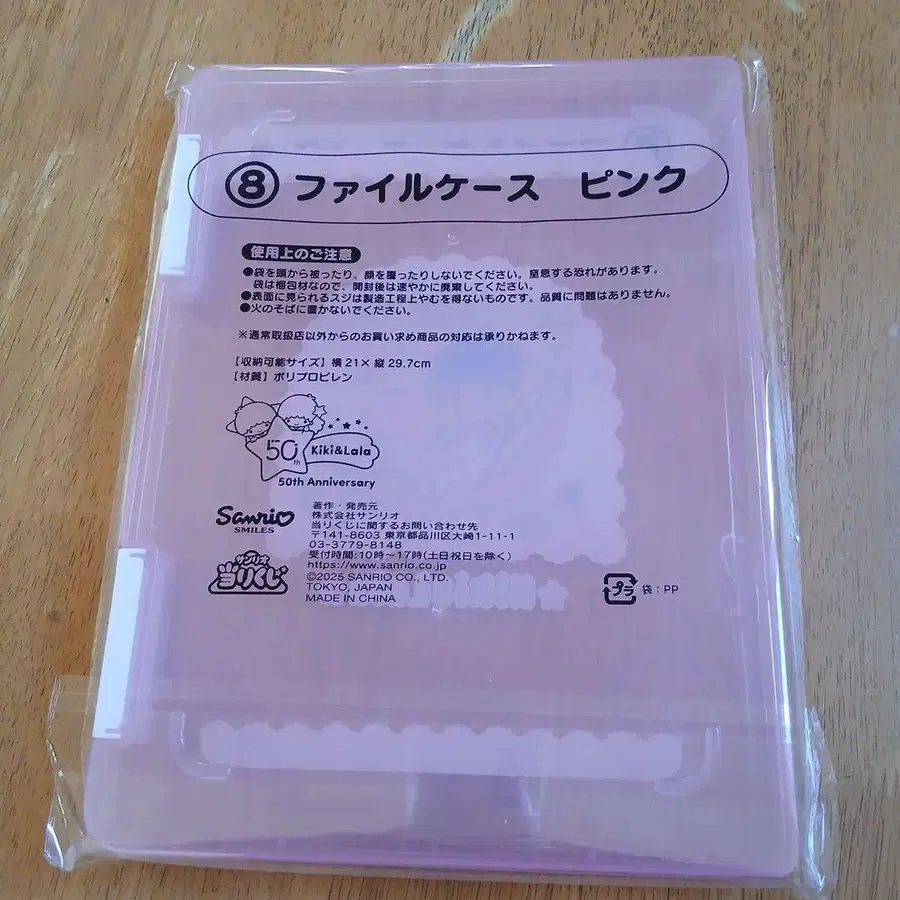 ⑧ ファイルケース ピンク
使用上のご注意
●袋を頭から被ったり、顔を覆ったりしないでください。窒息する恐れがあります。
袋は梱包材なので、開封後は速やかに廃棄してください。
●表面に見られるスジは製造工程上やむを得ないものです。品質に問題はありません。
●火のそばに置かないでください。
※通常取扱店以外からのお買い求め商品の対応は承りかねます。
【収納可能サイズ】横21×縦29.7cm
【材質】ポリプロピレン
50th Kiki&Lala
50th Anniversary
Sanrio
SMILES
サンリオ
当りくじ
著作・発売元
株式会社サンリオ
当りくじに関するお問い合わせ先
〒141-8603 東京都品川区大崎1-11-1
03-3779-8148
受付時間:10時〜17時(土日祝日を除く)
https://www.sanrio.co.jp
©2025 SANRIO CO., LTD.
TOKYO, JAPAN
MADE IN CHINA
プラ 袋:PP